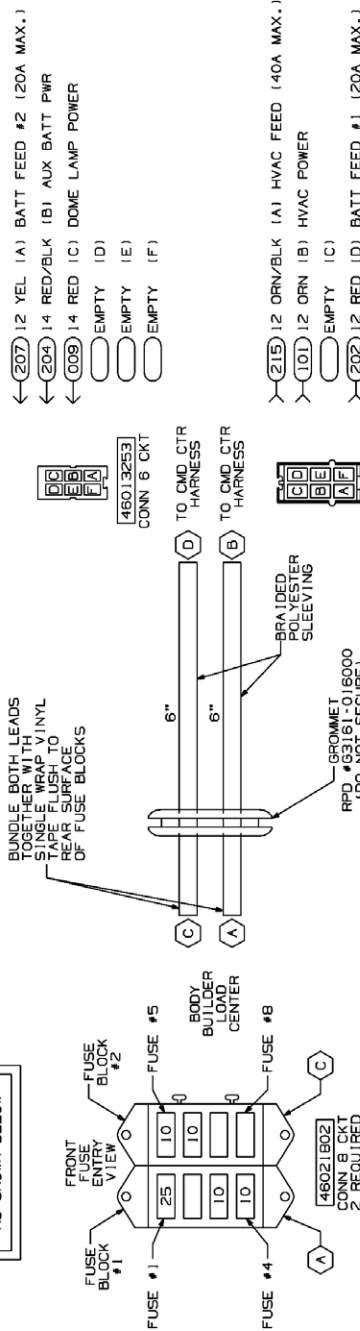 BUNDLE BOTH LEADS
TOGETHER WITH
SINGLE WRAP VINYL
TAPE FLUSH TO
REAR SURFACE
OF FUSE BLOCKS
FRONT
FUSE
ENTRY
VIEW
FUSE
BLOCK
#1
FUSE
BLOCK
#2
FUSE #1
FUSE #5
FUSE #4
FUSE #8
25
10
10
10
10
A
C
46021802
CONN 8 CKT
2 REQUIRED
BODY
BUILDER
LOAD
CENTER
C
A
6"
6"
D
TO CMD CTR
HARNESS
B
TO CMD CTR
HARNESS
BRAIDED
POLYESTER
SLEEVING
GROMMET
RPD #G3161-016000
(DO NOT SECURE)
D C
E B
F A
46013253
CONN 6 CKT
207 12 YEL (A) BATT FEED #2 (20A MAX.)
204 14 RED/BLK (B) AUX BATT PWR
009 14 RED (C) DOME LAMP POWER
EMPTY (D)
EMPTY (E)
EMPTY (F)
C D
B E
A F
215 12 ORN/BLK (A) HVAC FEED (40A MAX.)
101 12 ORN (B) HVAC POWER
EMPTY (C)
202 12 RED (D) BATT FEED #1 (20A MAX.)